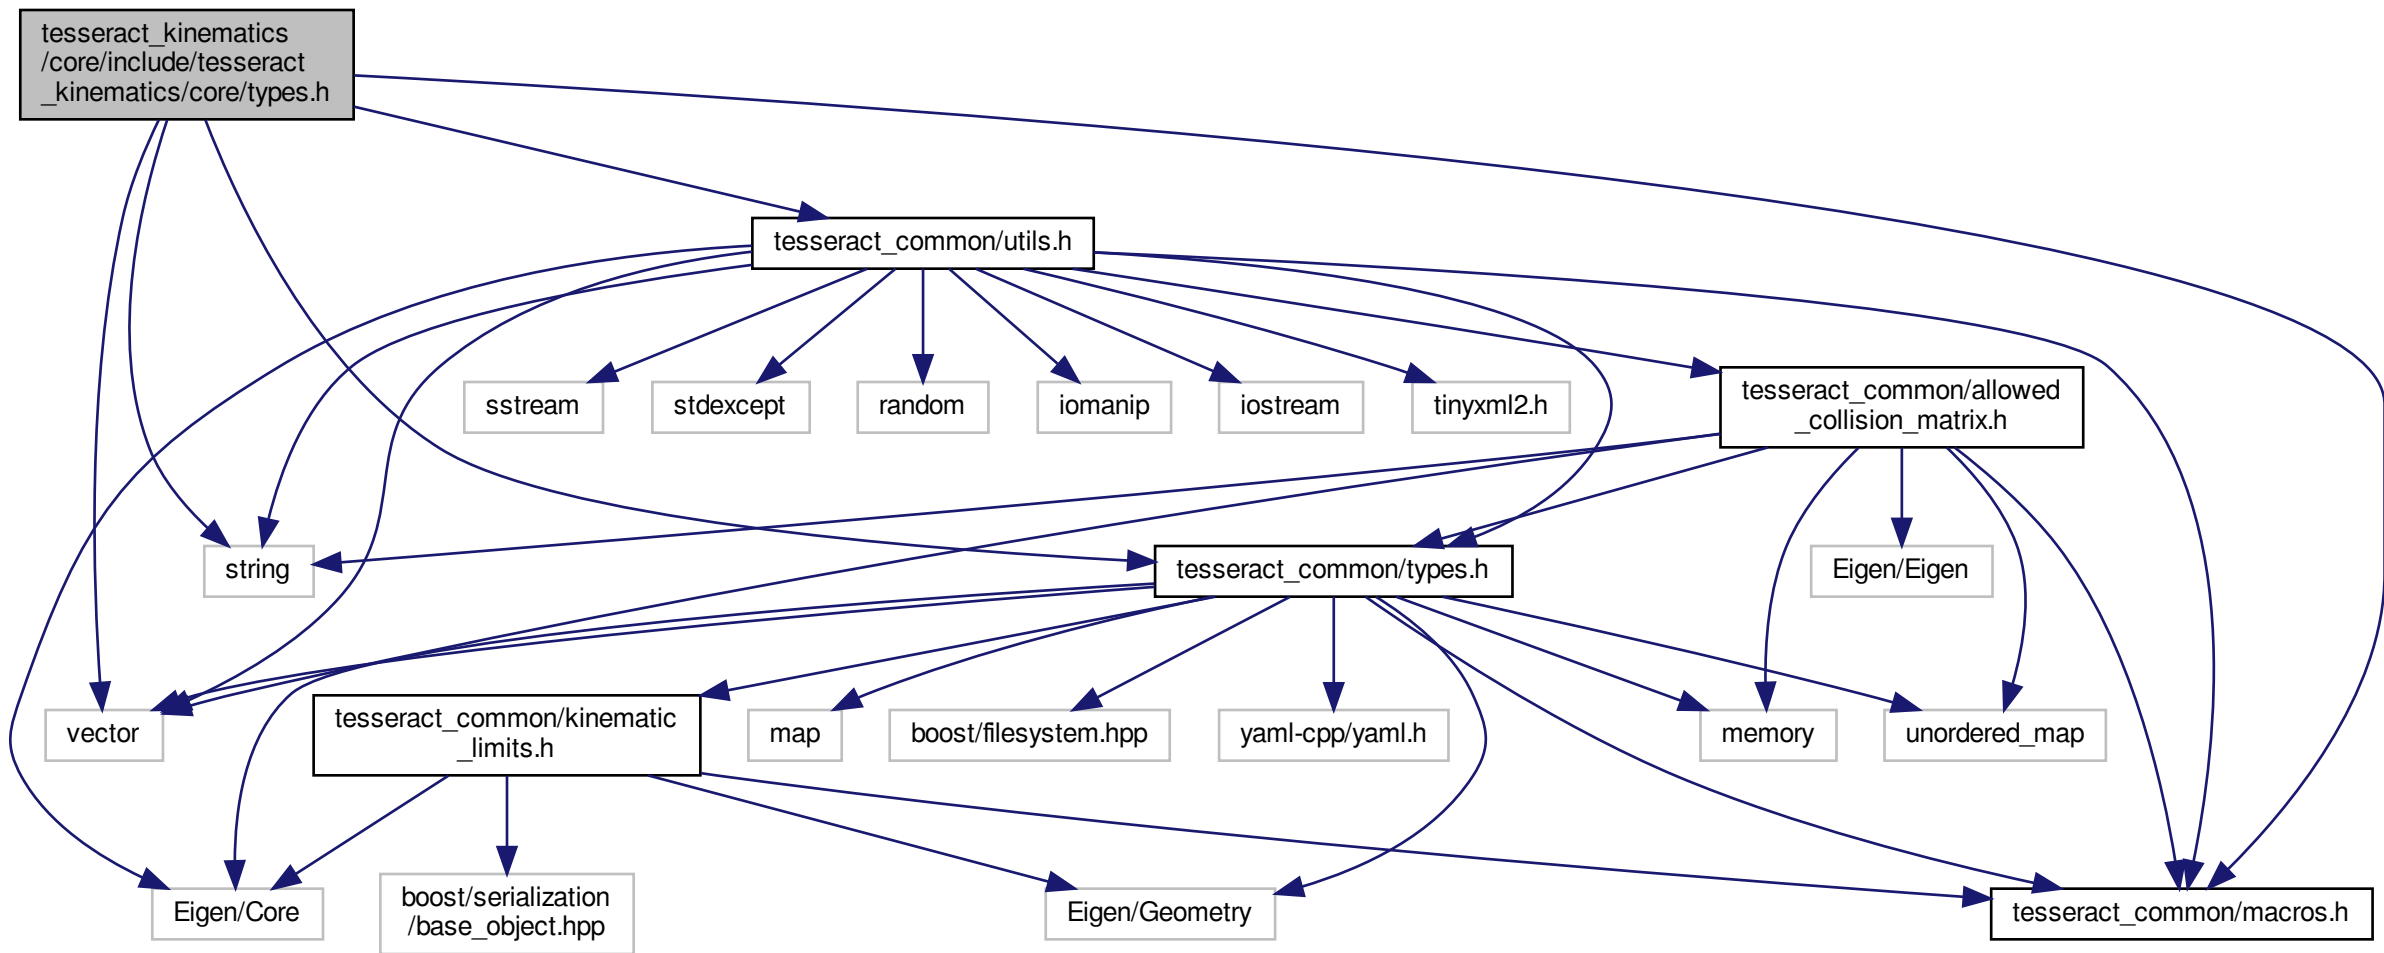 tesseract_kinematics
/core/include/tesseract
_kinematics/core/types.h
tesseract_common/utils.h
sstream
stdexcept
random
iomanip
iostream
tinyxml2.h
tesseract_common/allowed
_collision_matrix.h
string
tesseract_common/types.h
Eigen/Eigen
vector
tesseract_common/kinematic
_limits.h
map
boost/filesystem.hpp
yaml-cpp/yaml.h
memory
unordered_map
Eigen/Core
boost/serialization
/base_object.hpp
Eigen/Geometry
tesseract_common/macros.h